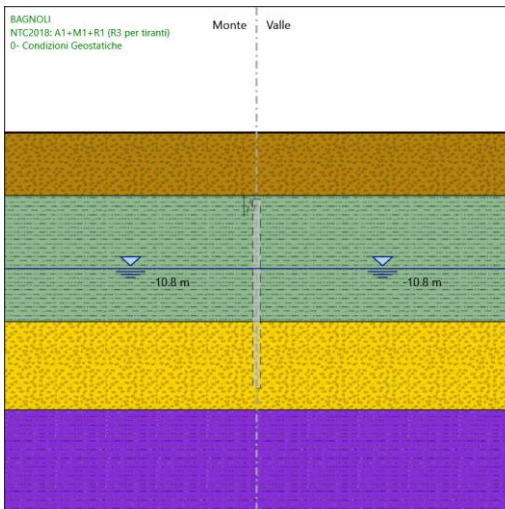 BAGNOLI
NTC2018: A1+M1+R1 (R3 per tiranti)
0- Condizioni Geostatiche
Monte Valle
-10.8 m -10.8 m